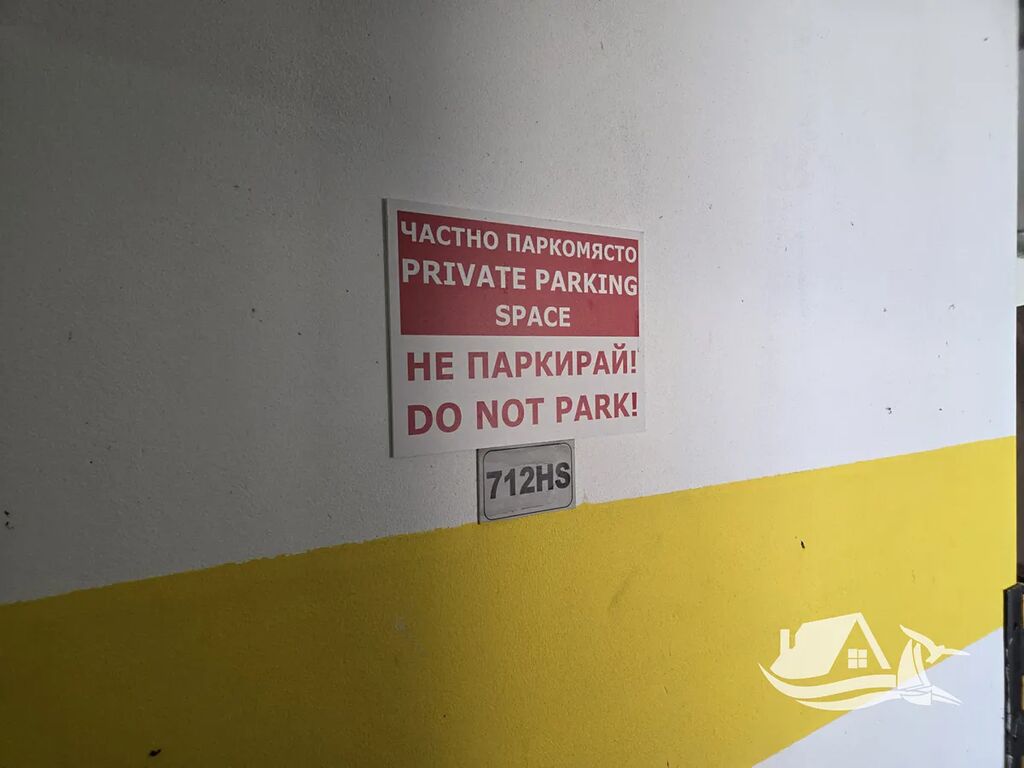 ЧАСТНО ПАРКОМЯСТО
PRIVATE PARKING
SPACE
НЕ ПАРКИРАЙ!
DO NOT PARK!
712HS